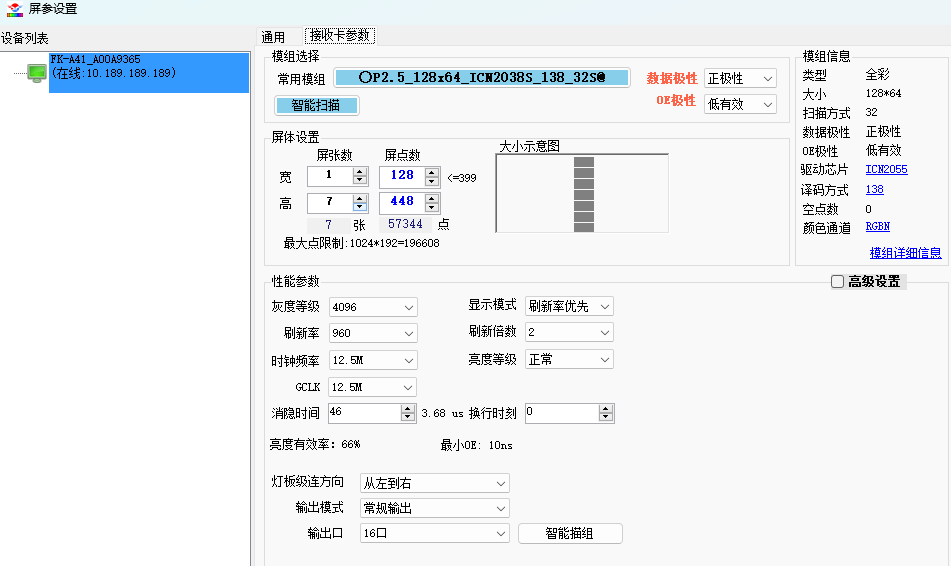 屏参设置
设备列表
FK-A41_A00A9365
(在线:10.189.189.189)
通用
接收卡参数
模组选择
常用模组
〇P2.5_128x64_ICN2038S_138_32S@
智能扫描
数据极性
正极性
OE极性
低有效
屏体设置
屏张数
屏点数
宽
1
128
<=399
高
7
448
7 张
57344 点
最大点限制:1024*192=196608
大小示意图
模组信息
类型 全彩
大小 128*64
扫描方式 32
数据极性 正极性
OE极性 低有效
驱动芯片 ICN2055
译码方式 138
空点数 0
颜色通道 RGBN
模组详细信息
性能参数
高级设置
灰度等级 4096
显示模式 刷新率优先
刷新率 960
刷新倍数 2
时钟频率 12.5M
亮度等级 正常
GCLK 12.5M
消隐时间 46 3.68 us
换行时刻 0
亮度有效率: 66%
最小OE: 10ns
灯板级连方向 从左到右
输出模式 常规输出
输出口 16口
智能描组